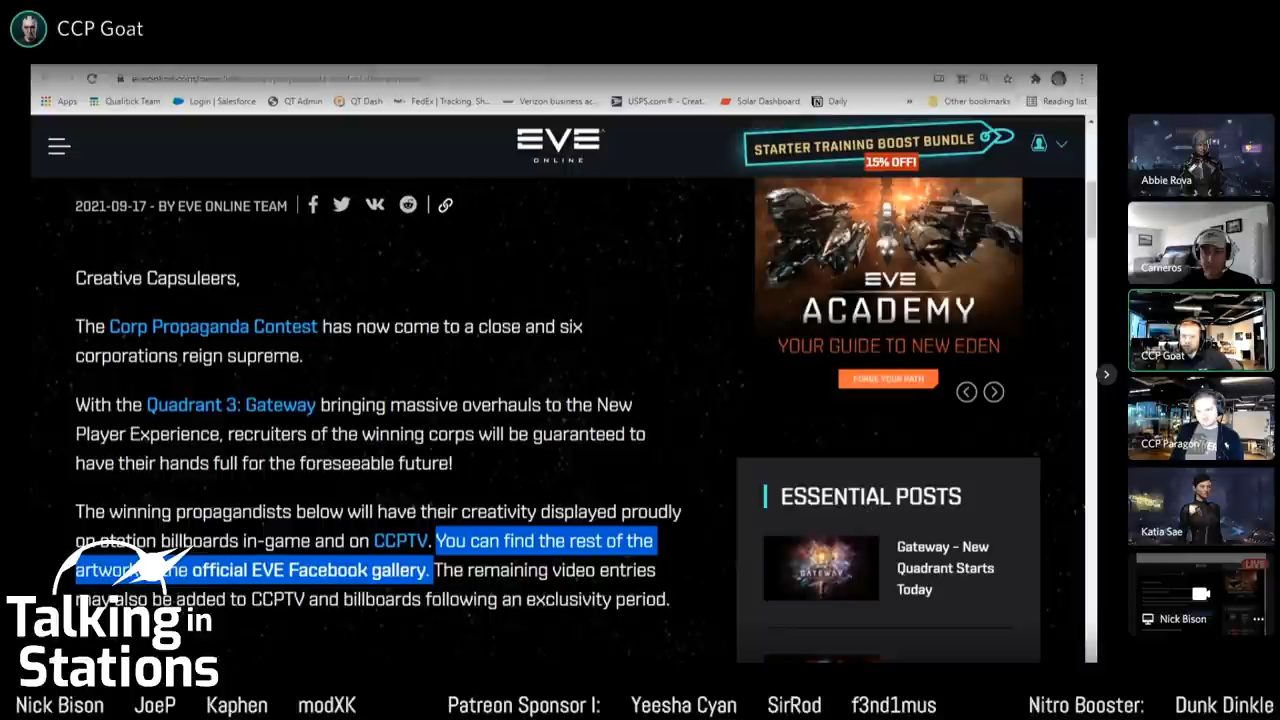 CCP Goat
Apps
Qualitick Team
Login | Salesforce
QT Admin
QT Dash
FedEx | Tracking, Sh...
Verizon business ac...
USPS.com® - Creat...
Solar Dashboard
Daily
»
Other bookmarks
Reading list
EVE
ONLINE
STARTER TRAINING BOOST BUNDLE
15% OFF!
2021-09-17 - BY EVE ONLINE TEAM
Creative Capsuleers,
The Corp Propaganda Contest has now come to a close and six
corporations reign supreme.
With the Quadrant 3: Gateway bringing massive overhauls to the New
Player Experience, recruiters of the winning corps will be guaranteed to
have their hands full for the foreseeable future!
The winning propagandists below will have their creativity displayed proudly
on station billboards in-game and on CCPTV. You can find the rest of the
official EVE Facebook gallery. The remaining video entries
may also be added to CCPTV and billboards following an exclusivity period.
EVE
ACADEMY
YOUR GUIDE TO NEW EDEN
FORGE YOUR PATH
ESSENTIAL POSTS
GATEWAY
Gateway - New
Quadrant Starts
Today
Abbie Rova
Carneros
CCP Goat
CCP Paragon
Katia Sae
LIVE
Nick Bison
Talking in
Stations
Nick Bison JoeP Kaphen modXK Patreon Sponsor I: Yeesha Cyan SirRod f3nd1mus Nitro Booster: Dunk Dinkle